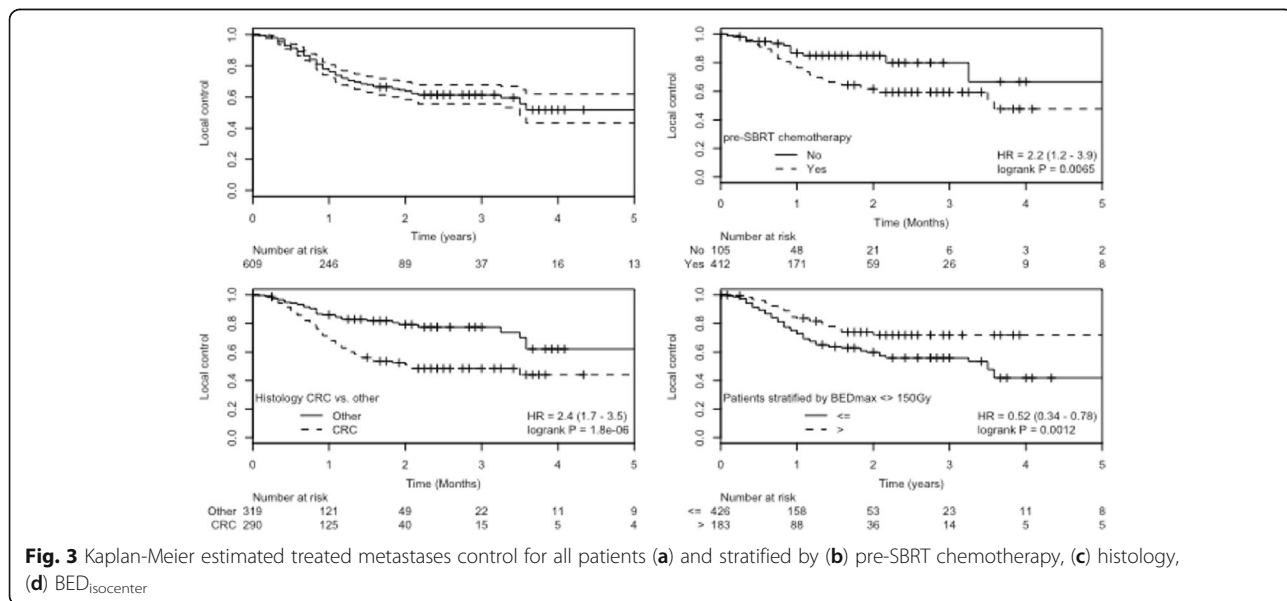 Local control
1.0
0.8
0.6
0.4
0.2
0.0
0 1 2 3 4 5
Time (years)
Number at risk
609 246 89 37 16 13
Local control
1.0
0.8
0.6
0.4
0.2
0.0
pre-SBRT chemotherapy
No
Yes
HR = 2.2 (1.2 - 3.9)
logrank P = 0.0065
0 1 2 3 4 5
Time (Months)
Number at risk
No 105 48 21 6 3 2
Yes 412 171 59 26 9 8
Local control
1.0
0.8
0.6
0.4
0.2
0.0
Histology CRC vs. other
Other
CRC
HR = 2.4 (1.7 - 3.5)
logrank P = 1.8e-06
0 1 2 3 4 5
Time (Months)
Number at risk
Other 319 121 49 22 11 9
CRC 290 125 40 15 5 4
Local control
1.0
0.8
0.6
0.4
0.2
0.0
Patients stratified by BEDmax <> 150Gy
<=
>
HR = 0.52 (0.34 - 0.78)
logrank P = 0.0012
0 1 2 3 4 5
Time (years)
Number at risk
<= 426 158 53 23 11 8
> 183 88 36 14 5 5
Fig. 3 Kaplan-Meier estimated treated metastases control for all patients (a) and stratified by (b) pre-SBRT chemotherapy, (c) histology,
(d) BEDisocenter